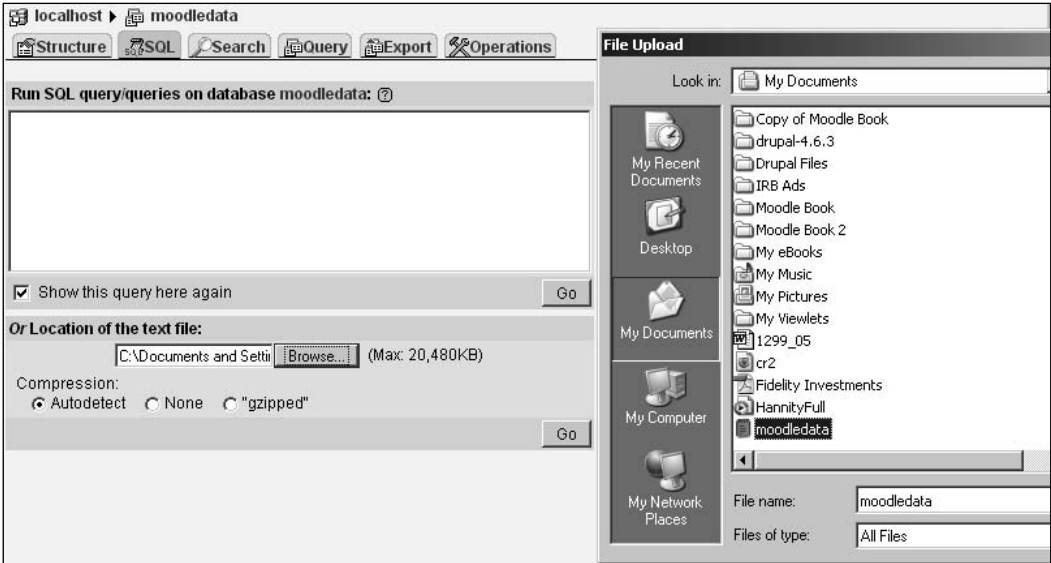 localhost ▸ moodledata
Structure SQL Search Query Export Operations
Run SQL query/queries on database moodledata:
Show this query here again
Go
Or Location of the text file:
C:\Documents and Settin Browse... (Max: 20,480KB)
Compression:
Autodetect None "gzipped"
Go
File Upload
Look in: My Documents
My Recent Documents
Desktop
My Documents
My Computer
My Network Places
Copy of Moodle Book
drupal-4.6.3
Drupal Files
IRB Ads
Moodle Book
Moodle Book 2
My eBooks
My Music
My Pictures
My Viewlets
1299_05
cr2
Fidelity Investments
HannityFull
moodledata
File name: moodledata
Files of type: All Files